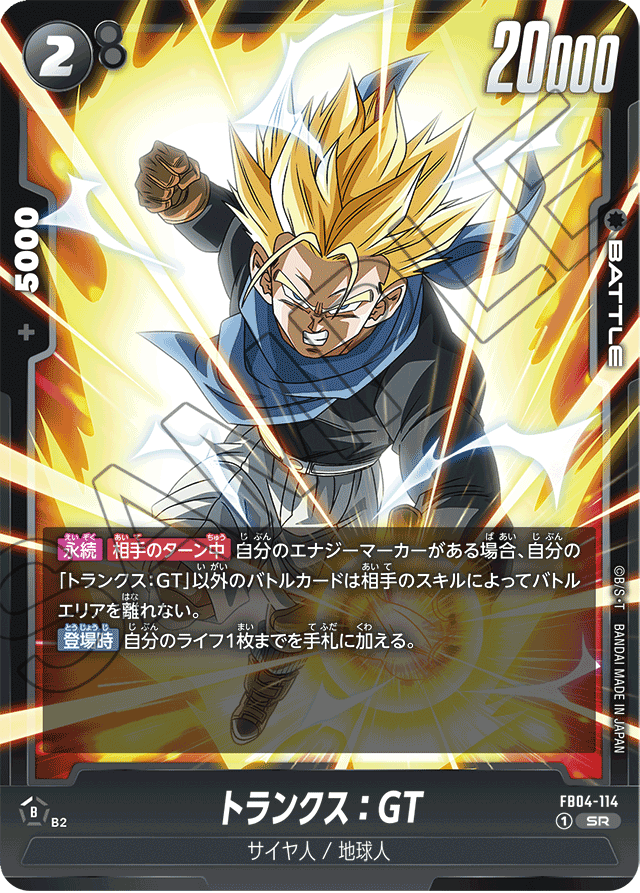 2
20000
+ 5000
BATTLE
SAMPLE
永続 相手のターン中 自分のエナジーマーカーがある場合、自分の
「トランクス:GT」以外のバトルカードは相手のスキルによってバトル
エリアを離れない。
登場時 自分のライフ1枚までを手札に加える。
©B/S・T BANDAI MADE IN JAPAN
トランクス:GT
サイヤ人 / 地球人
B B2
FB04-114
1 SR